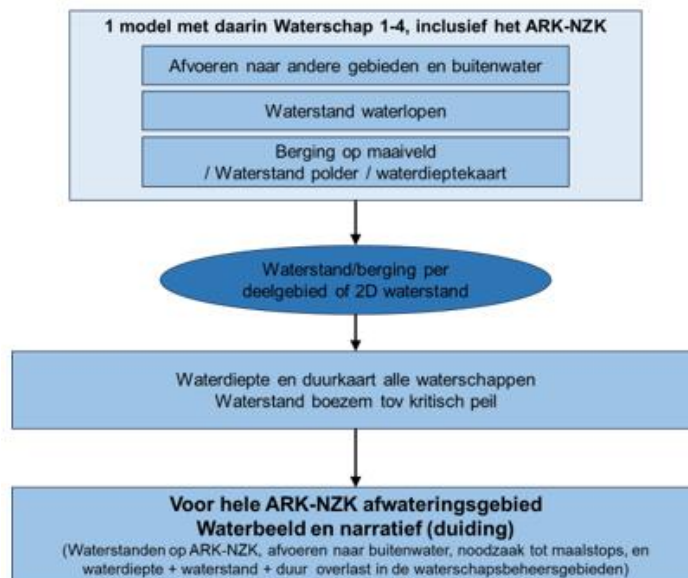 1 model met daarin Waterschap 1-4, inclusief het ARK-NZK
Afvoeren naar andere gebieden en buitenwater
Waterstand waterlopen
Berging op maaiveld
/ Waterstand polder / waterdieptekaart
Waterstand/berging per
deelgebied of 2D waterstand
Waterdiepte en duurkaart alle waterschappen
Waterstand boezem tov kritisch peil
Voor hele ARK-NZK afwateringsgebied
Waterbeeld en narratief (duiding)
(Waterstanden op ARK-NZK, afvoeren naar buitenwater, noodzaak tot maalstops, en
waterdiepte + waterstand + duur overlast in de waterschapsbeheersgebieden)